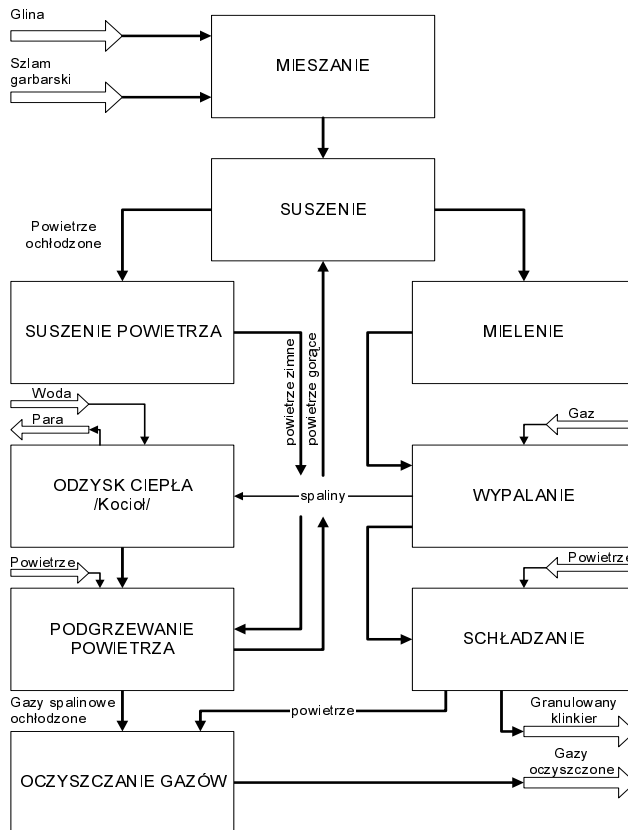 Glina
Szlam
garbarski
MIESZANIE
SUSZENIE
Powietrze
ochłodzone
SUSZENIE POWIETRZA
powietrze zimne
powietrze gorące
MIELENIE
Woda
Para
Gaz
ODZYSK CIEPŁA
/Kocioł/
spaliny
WYPALANIE
Powietrze
Powietrze
PODGRZEWANIE
POWIETRZA
SCHŁADZANIE
Gazy spalinowe
ochłodzone
powietrze
Granulowany
klinkier
OCZYSZCZANIE GAZÓW
Gazy
oczyszczone